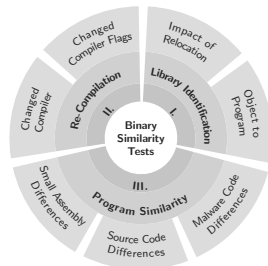 Binary
Similarity
Tests
I.
Library Identification
Impact of
Relocation
Object to
Program
II.
Re-Compilation
Changed
Compiler
Changed
Compiler Flags
III.
Program Similarity
Small Assembly
Differences
Source Code
Differences
Malware Code
Differences